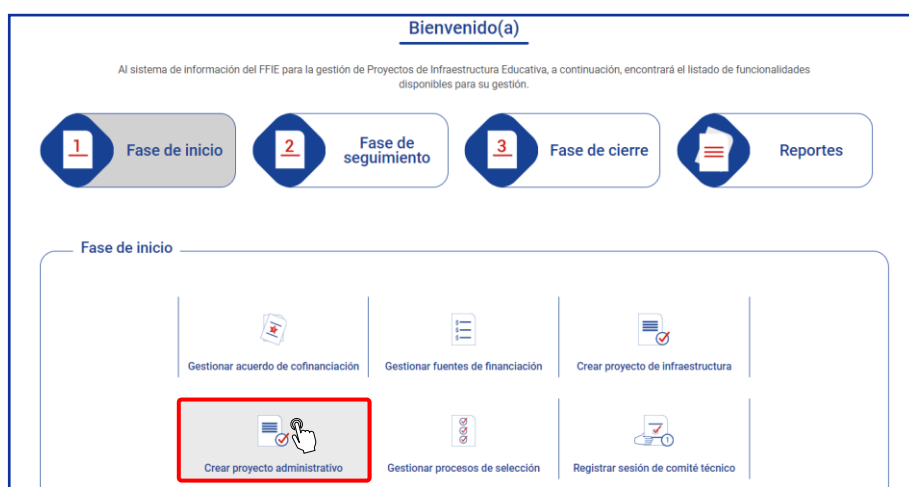 Bienvenido(a)
Al sistema de información del FFIE para la gestión de Proyectos de Infraestructura Educativa, a continuación, encontrará el listado de funcionalidades
disponibles para su gestión.
1 Fase de inicio
2 Fase de
seguimiento
3 Fase de cierre
Reportes
Fase de inicio
Gestionar acuerdo de cofinanciación
Gestionar fuentes de financiación
Crear proyecto de infraestructura
Crear proyecto administrativo
Gestionar procesos de selección
1
Registrar sesión de comité técnico